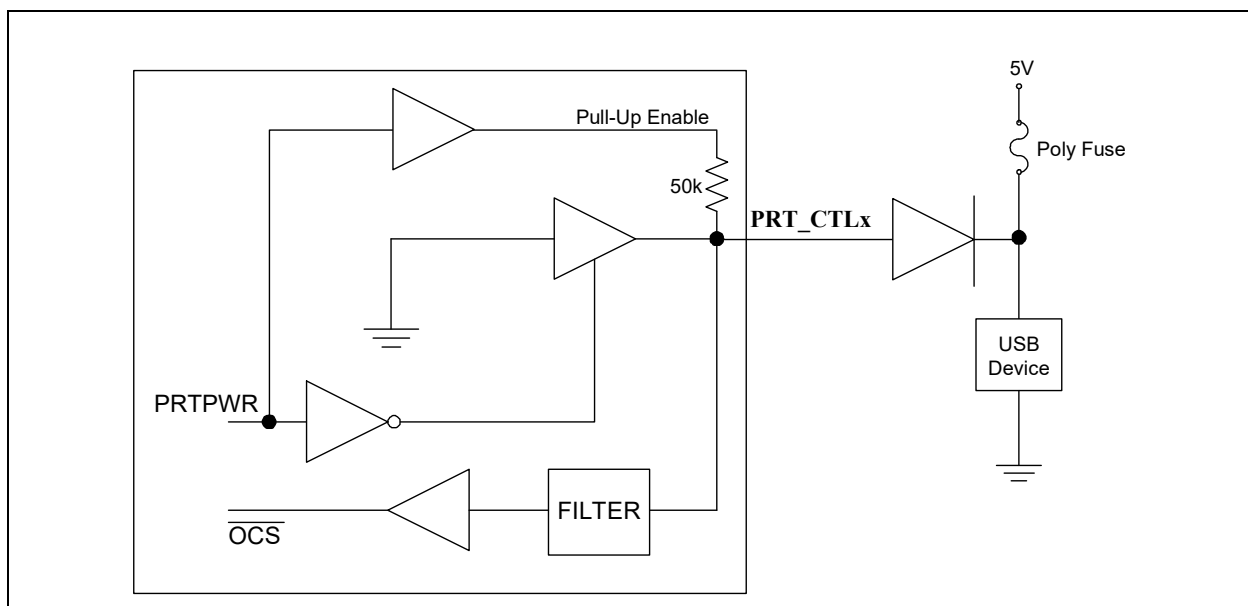 5V
Pull-Up Enable
Poly Fuse
50k
PRT_CTLx
USB
Device
PRTPWR
FILTER
OCS